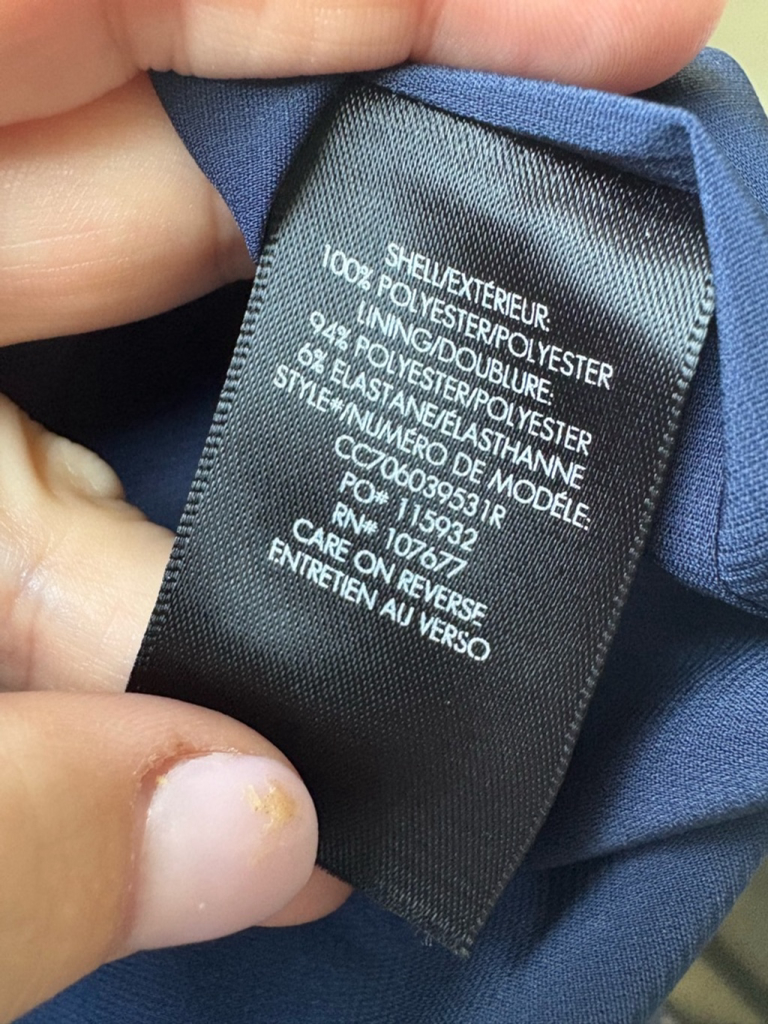 SHELL/EXTÉRIEUR:
100% POLYESTER/POLYESTER
LINING/DOUBLURE:
94% POLYESTER/POLYESTER
6% ELASTANE/ÉLASTHANNE
STYLE#/NUMÉRO DE MODÉLE:
CC706039531R
PO# 115932
RN# 107677
CARE ON REVERSE
ENTRETIEN AU VERSO